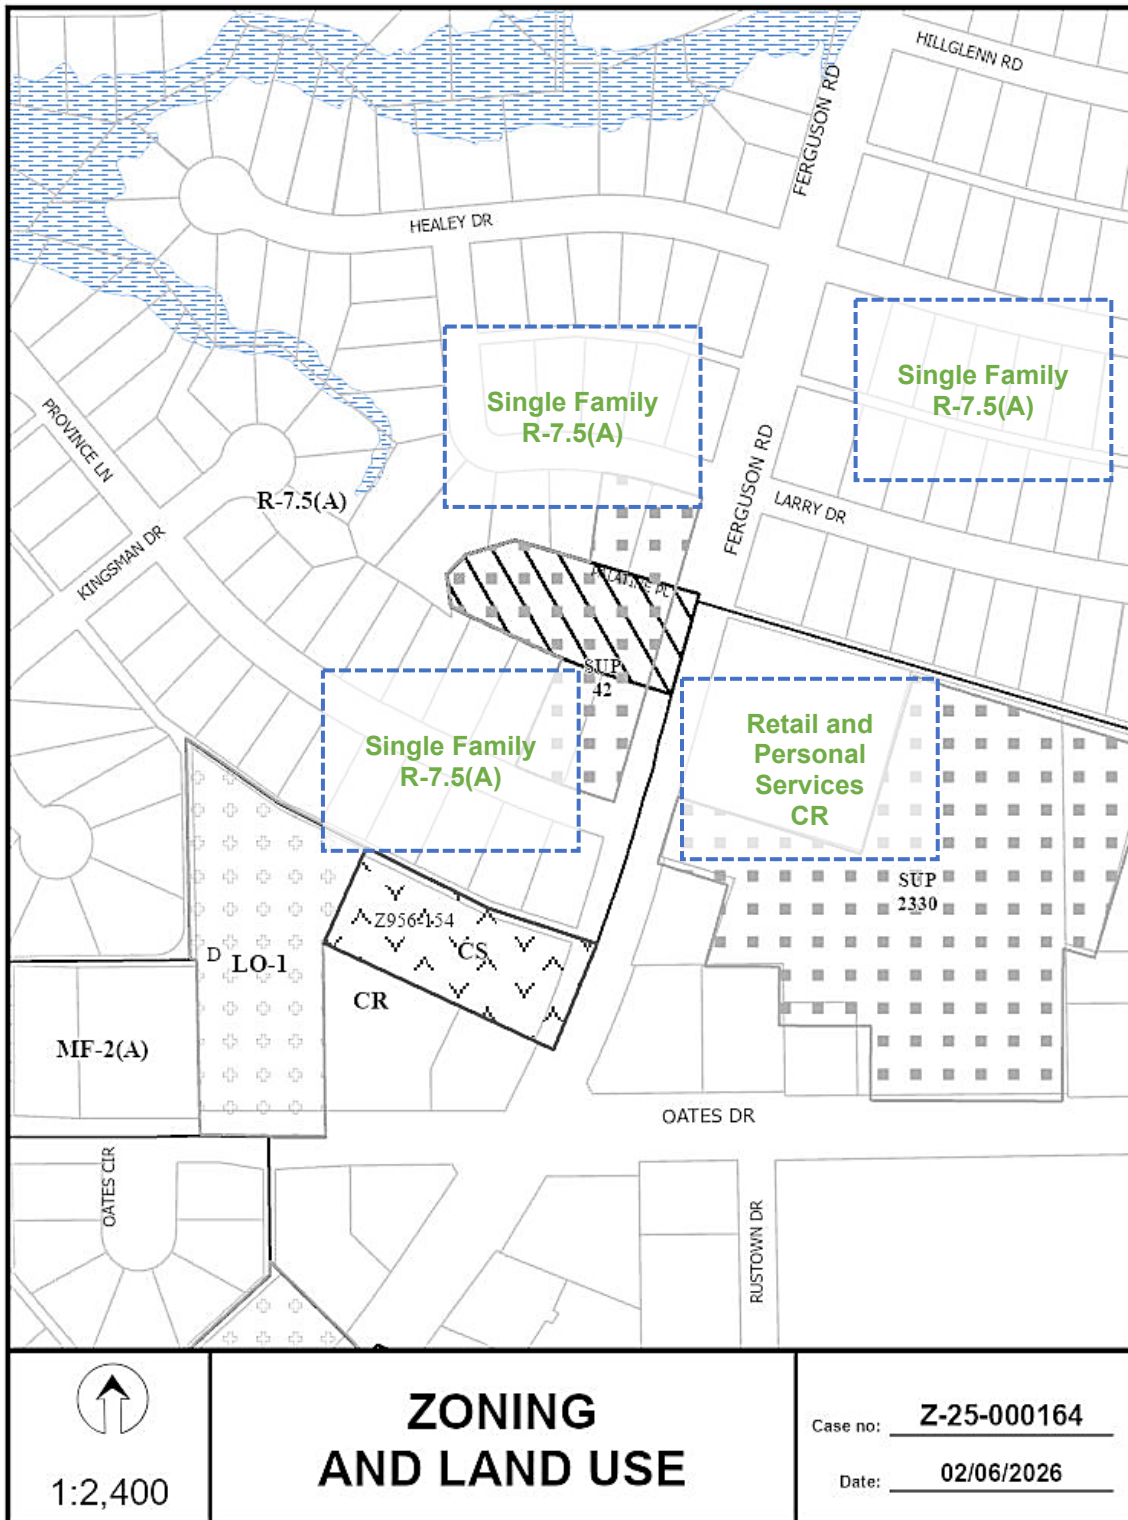 HILLGLENN RD
FERGUSON RD
HEALEY DR
Single Family
R-7.5(A)
Single Family
R-7.5(A)
PROVINCE LN
R-7.5(A)
FERGUSON RD
LARRY DR
KINGSMAN DR
PALATINE PL
SUP
42
Single Family
R-7.5(A)
Retail and
Personal
Services
CR
SUP
2330
Z956-154
CS
D
LO-1
CR
MF-2(A)
OATES DR
OATES CIR
RUSTOWN DR
1:2,400
ZONING
AND LAND USE
Case no: Z-25-000164
Date: 02/06/2026